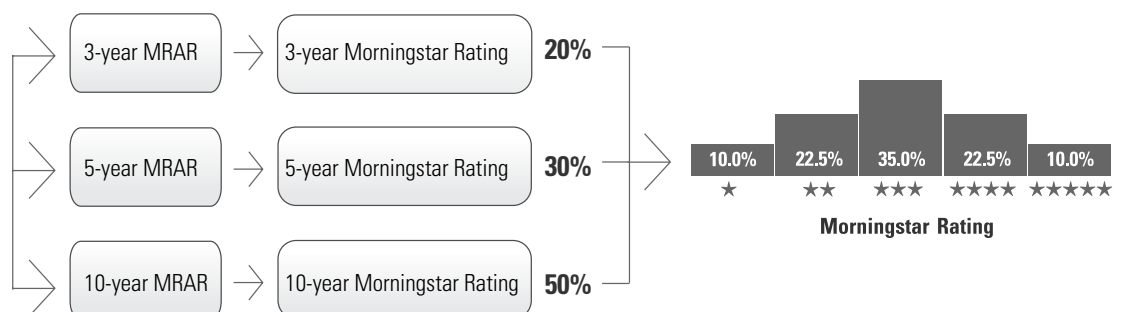 3-year MRAR
3-year Morningstar Rating
20%
5-year MRAR
5-year Morningstar Rating
30%
10-year MRAR
10-year Morningstar Rating
50%
10.0% 22.5% 35.0% 22.5% 10.0%
★ ★★ ★★★ ★★★★ ★★★★★
Morningstar Rating